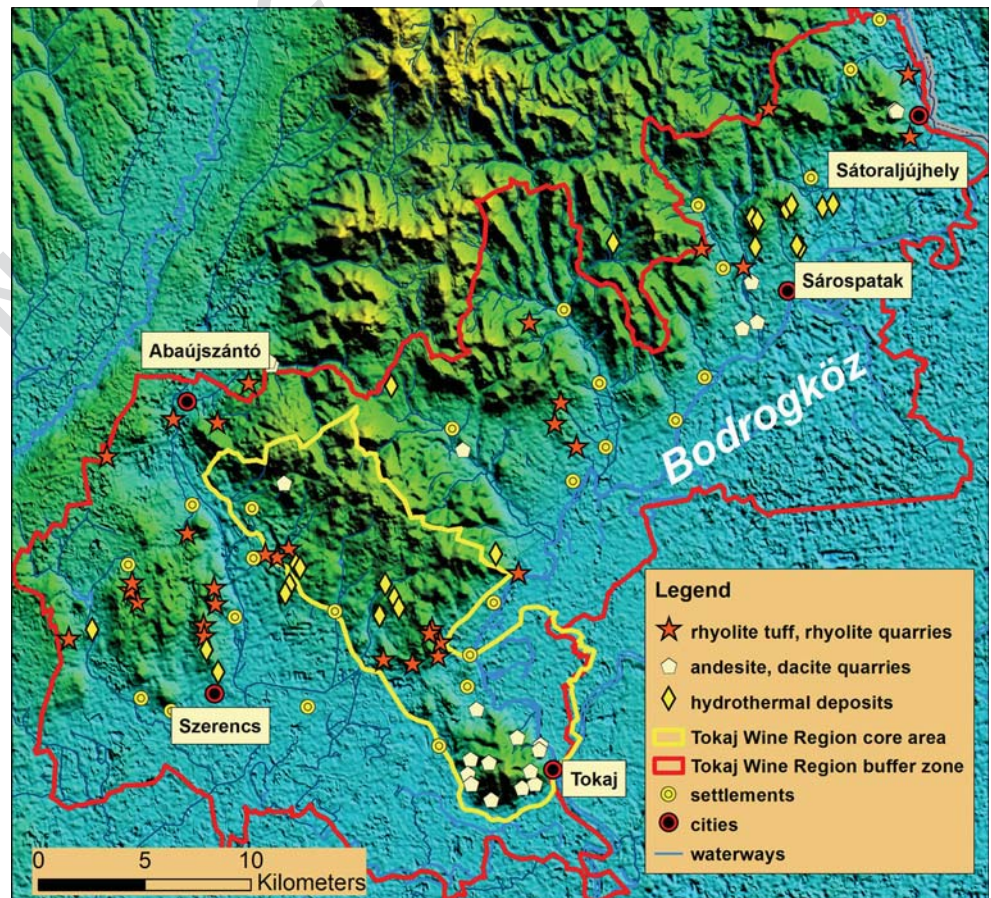 Sátoraljújhely
Sárospatak
Abaújszántó
Bodrogköz
Szerencs
Tokaj
Legend
rhyolite tuff, rhyolite quarries
andesite, dacite quarries
hydrothermal deposits
Tokaj Wine Region core area
Tokaj Wine Region buffer zone
settlements
cities
waterways
0 5 10
Kilometers